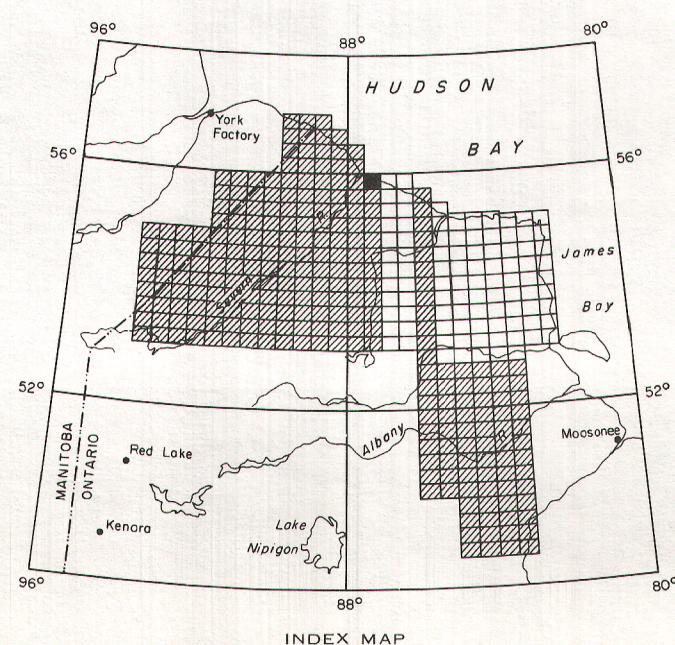 96°
88°
80°
HUDSON
BAY
York
Factory
56°
56°
R.
Severn
James
Bay
52°
52°
MANITOBA
ONTARIO
Red Lake
Albany
R.
Moosonee
Kenora
Lake
Nipigon
96°
88°
80°
INDEX MAP